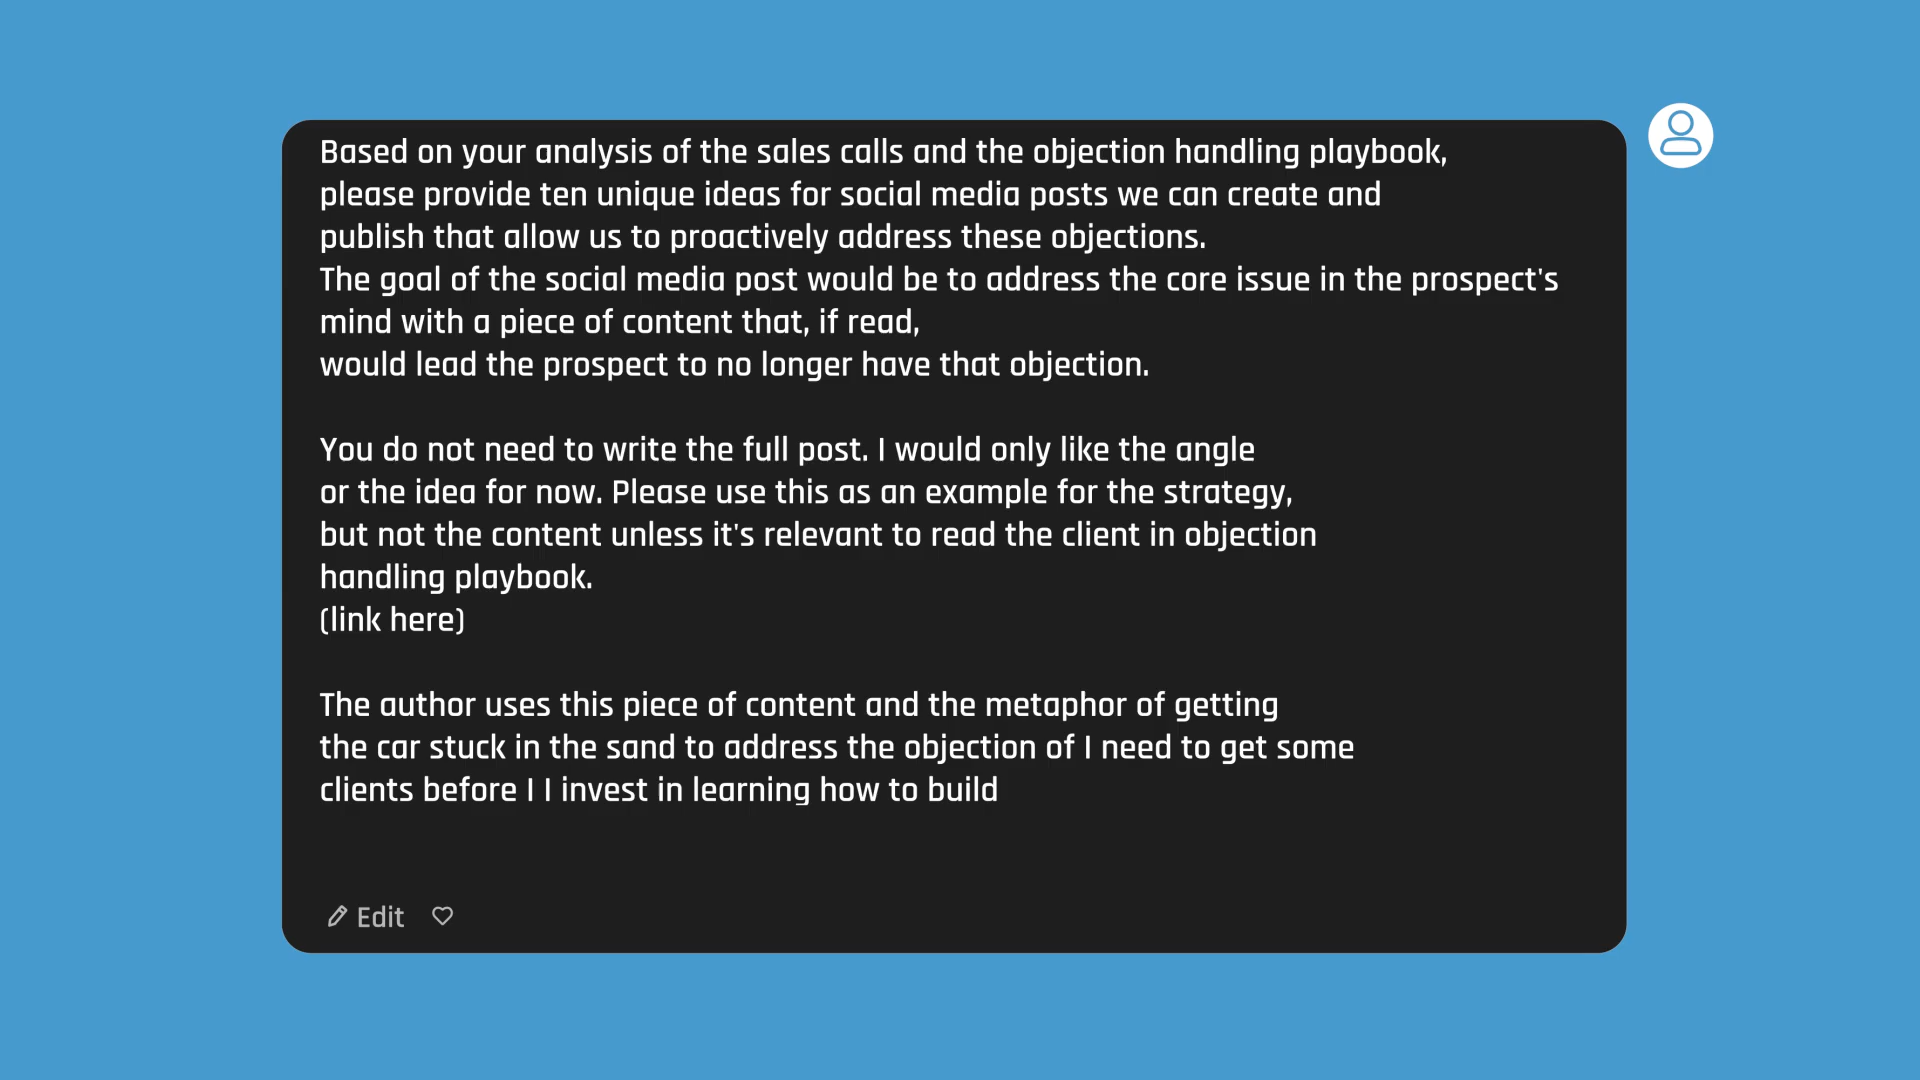 Based on your analysis of the sales calls and the objection handling playbook,
please provide ten unique ideas for social media posts we can create and
publish that allow us to proactively address these objections.
The goal of the social media post would be to address the core issue in the prospect's
mind with a piece of content that, if read,
would lead the prospect to no longer have that objection.
You do not need to write the full post. I would only like the angle
or the idea for now. Please use this as an example for the strategy,
but not the content unless it's relevant to read the client in objection
handling playbook.
(link here)
The author uses this piece of content and the metaphor of getting
the car stuck in the sand to address the objection of I need to get some
clients before I I invest in learning how to build
Edit